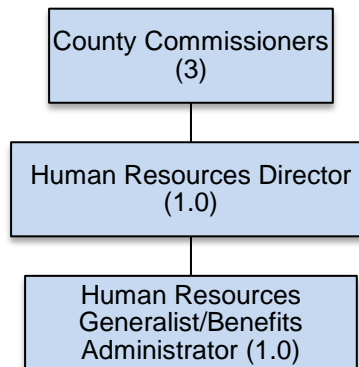 County Commissioners
(3)
Human Resources Director
(1.0)
Human Resources
Generalist/Benefits
Administrator (1.0)